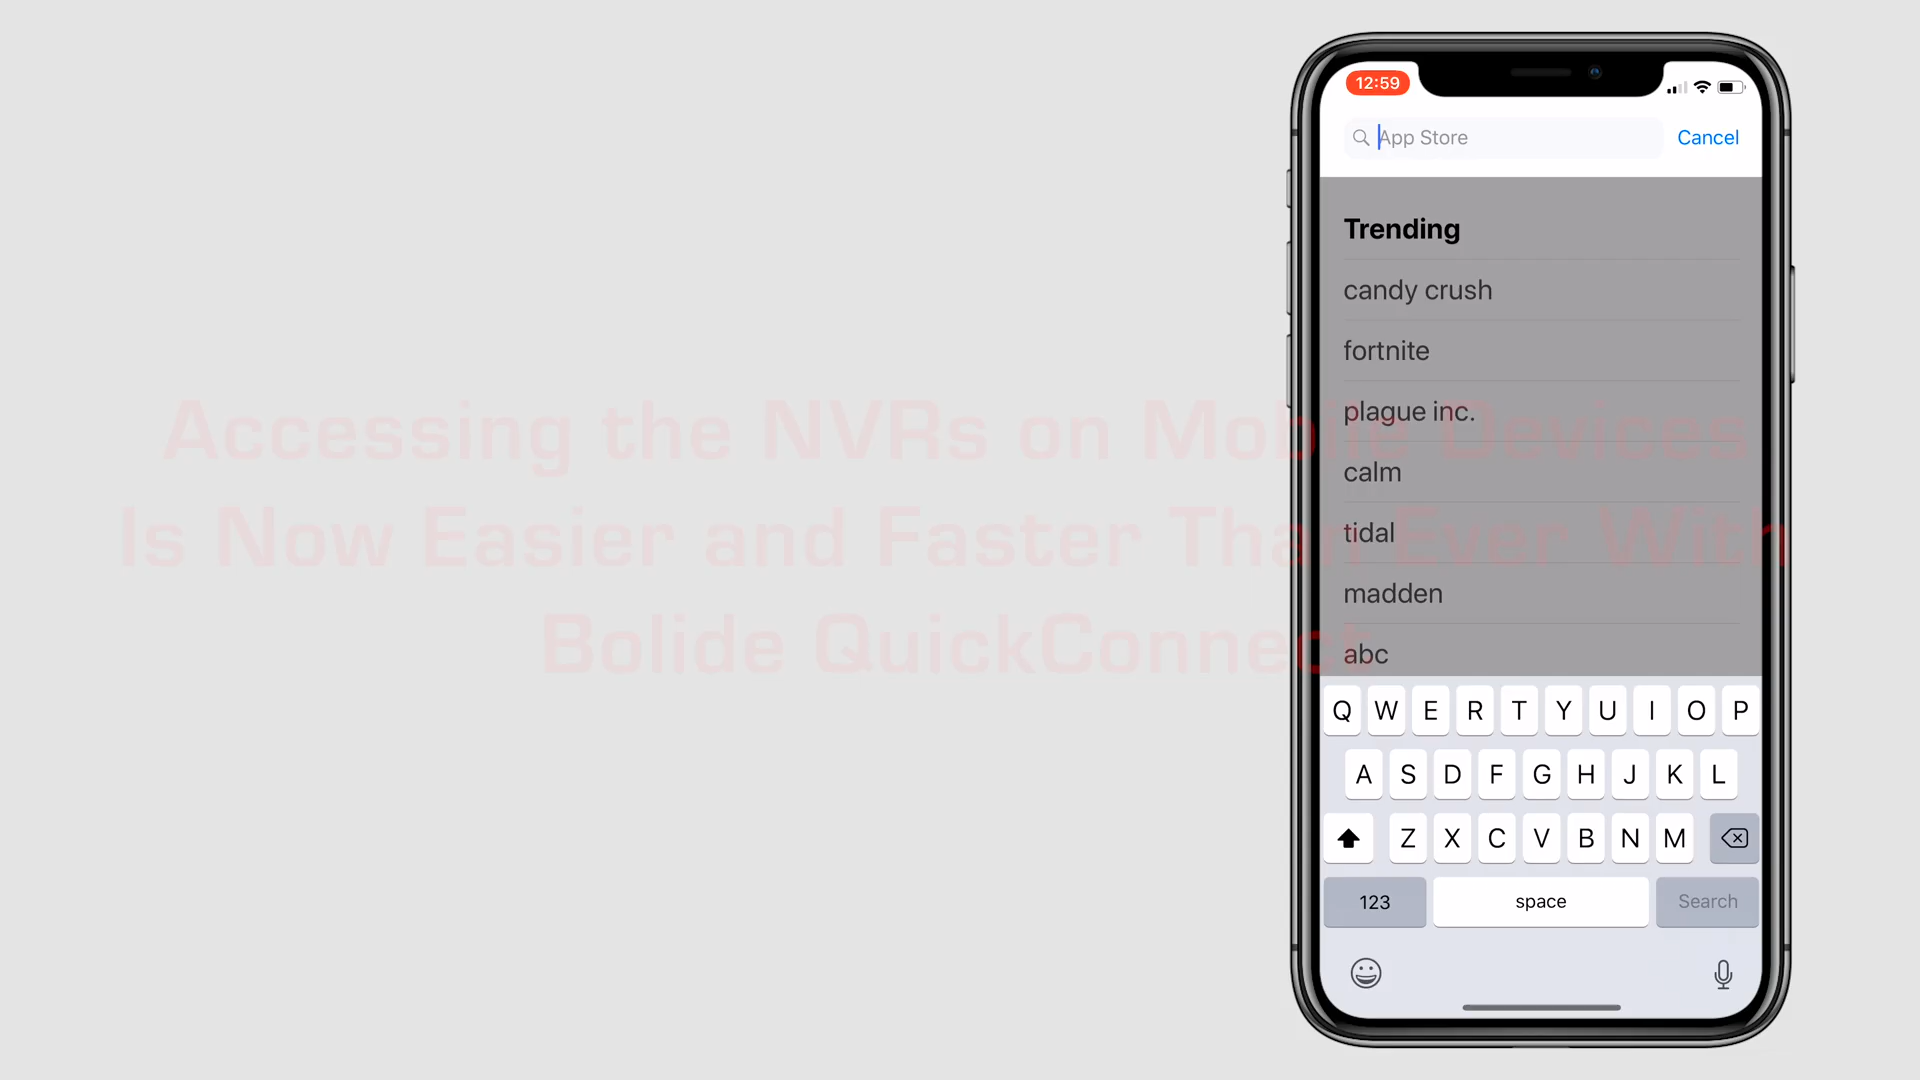 12:59
App Store
Cancel
Trending
candy crush
fortnite
plague inc.
calm
tidal
madden
abc
Accessing the NVRs on Mobile Devices
Is Now Easier and Faster Than Ever With
Bolide QuickConnect
Q W E R T Y U I O P
A S D F G H J K L
Z X C V B N M
123 space Search